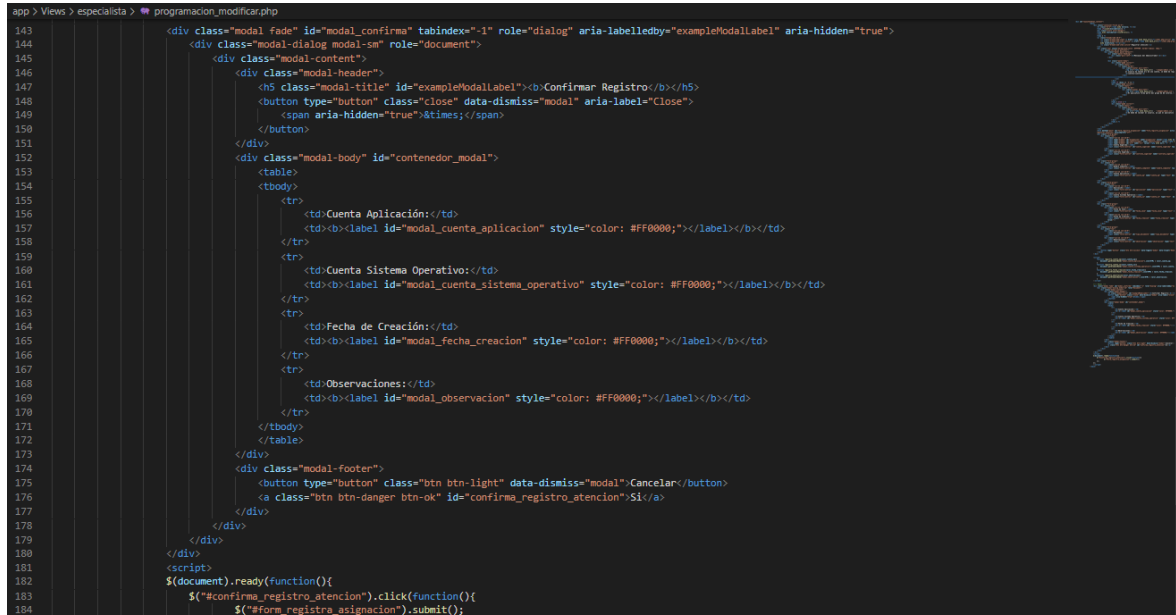 app > Views > especialista > programacion_modificar.php
143 <div class="modal fade" id="modal_confirma" tabindex="-1" role="dialog" aria-labelledby="exampleModalLabel" aria-hidden="true">
144 <div class="modal-dialog modal-sm" role="document">
145 <div class="modal-content">
146 <div class="modal-header">
147 <h5 class="modal-title" id="exampleModalLabel"><b>Confirmar Registro</b></h5>
148 <button type="button" class="close" data-dismiss="modal" aria-label="Close">
149 <span aria-hidden="true">&times;</span>
150 </button>
151 </div>
152 <div class="modal-body" id="contenedor_modal">
153 <table>
154 <tbody>
155 <tr>
156 <td>Cuenta Aplicación:</td>
157 <td><b><label id="modal_cuenta_aplicacion" style="color: #FF0000;"></label></b></td>
158 </tr>
159 <tr>
160 <td>Cuenta Sistema Operativo:</td>
161 <td><b><label id="modal_cuenta_sistema_operativo" style="color: #FF0000;"></label></b></td>
162 </tr>
163 <tr>
164 <td>Fecha de Creación:</td>
165 <td><b><label id="modal_fecha_creacion" style="color: #FF0000;"></label></b></td>
166 </tr>
167 <tr>
168 <td>Observaciones:</td>
169 <td><b><label id="modal_observacion" style="color: #FF0000;"></label></b></td>
170 </tr>
171 </tbody>
172 </table>
173 </div>
174 <div class="modal-footer">
175 <button type="button" class="btn btn-light" data-dismiss="modal">Cancelar</button>
176 <a class="btn btn-danger btn-ok" id="confirma_registro_atencion">Si</a>
177 </div>
178 </div>
179 </div>
180 </div>
181 <script>
182 $(document).ready(function(){
183 $("#confirma_registro_atencion").click(function(){
184 $("#form_registra_asignacion").submit();